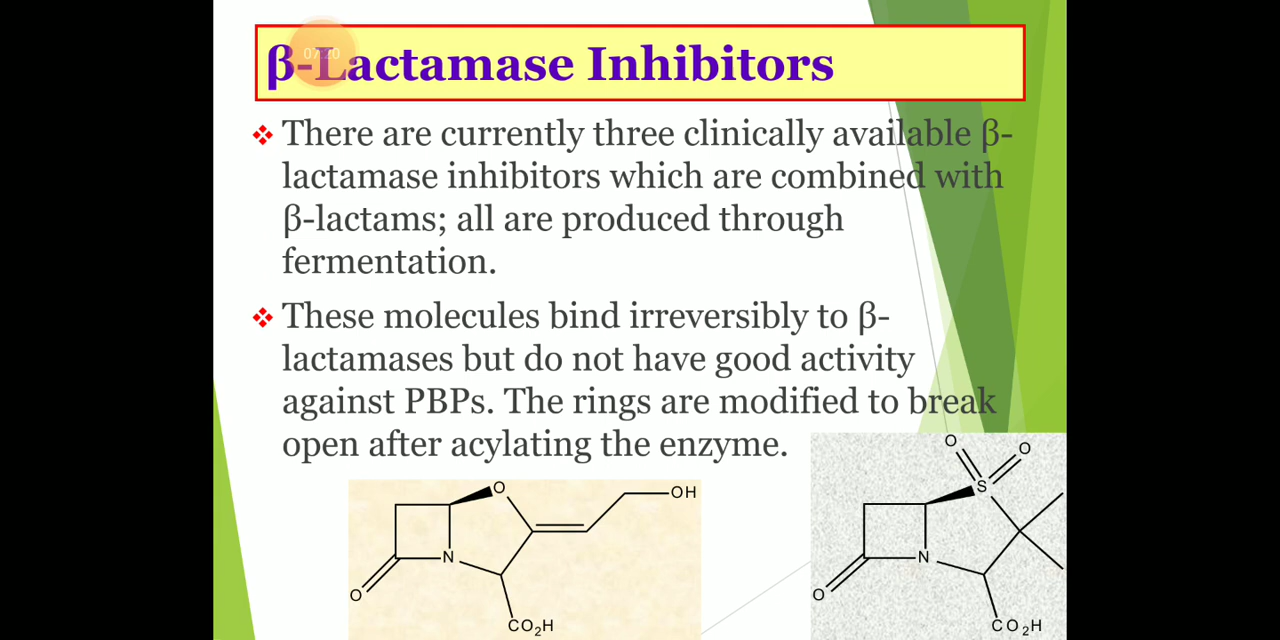 β-Lactamase Inhibitors
07:20
There are currently three clinically available β-
lactamase inhibitors which are combined with
β-lactams; all are produced through
fermentation.
These molecules bind irreversibly to β-
lactamases but do not have good activity
against PBPs. The rings are modified to break
open after acylating the enzyme.
O
OH
N
O
CO2H
O
O
S
N
O
CO2H